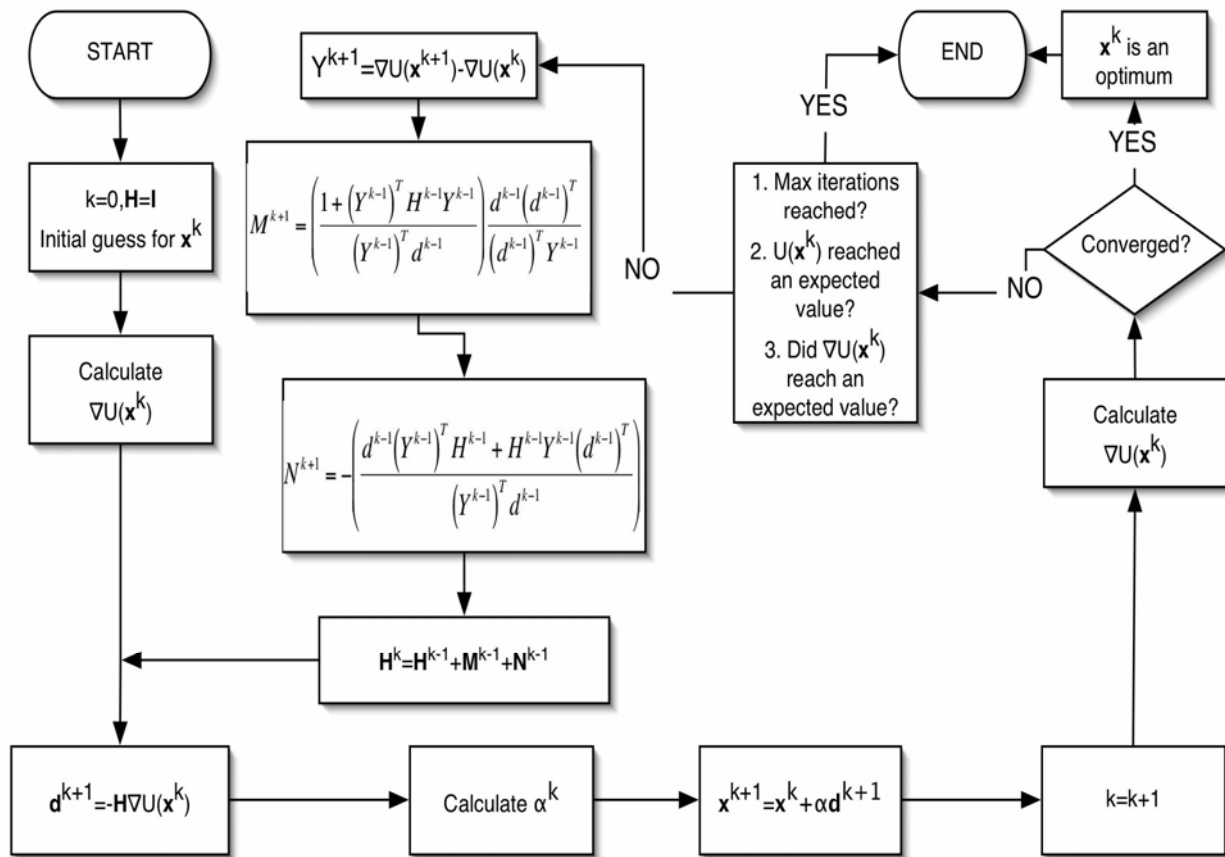 START
k=0,H=I
Initial guess for x^k
Calculate
∇U(x^k)
Y^{k+1}=∇U(x^{k+1})-∇U(x^k)
M^{k+1} = ((1+(Y^{k-1})^T H^{k-1}Y^{k-1})/((Y^{k-1})^T d^{k-1})) (d^{k-1}(d^{k-1})^T)/((d^{k-1})^T Y^{k-1})
N^{k+1} = -((d^{k-1}(Y^{k-1})^T H^{k-1} + H^{k-1}Y^{k-1}(d^{k-1})^T)/((Y^{k-1})^T d^{k-1}))
H^k=H^{k-1}+M^{k-1}+N^{k-1}
d^{k+1}=-H∇U(x^k)
Calculate α^k
x^{k+1}=x^k+αd^{k+1}
k=k+1
Calculate
∇U(x^k)
Converged?
YES
x^k is an
optimum
END
NO
1. Max iterations
reached?
2. U(x^k) reached
an expected
value?
3. Did ∇U(x^k)
reach an
expected value?
YES
NO